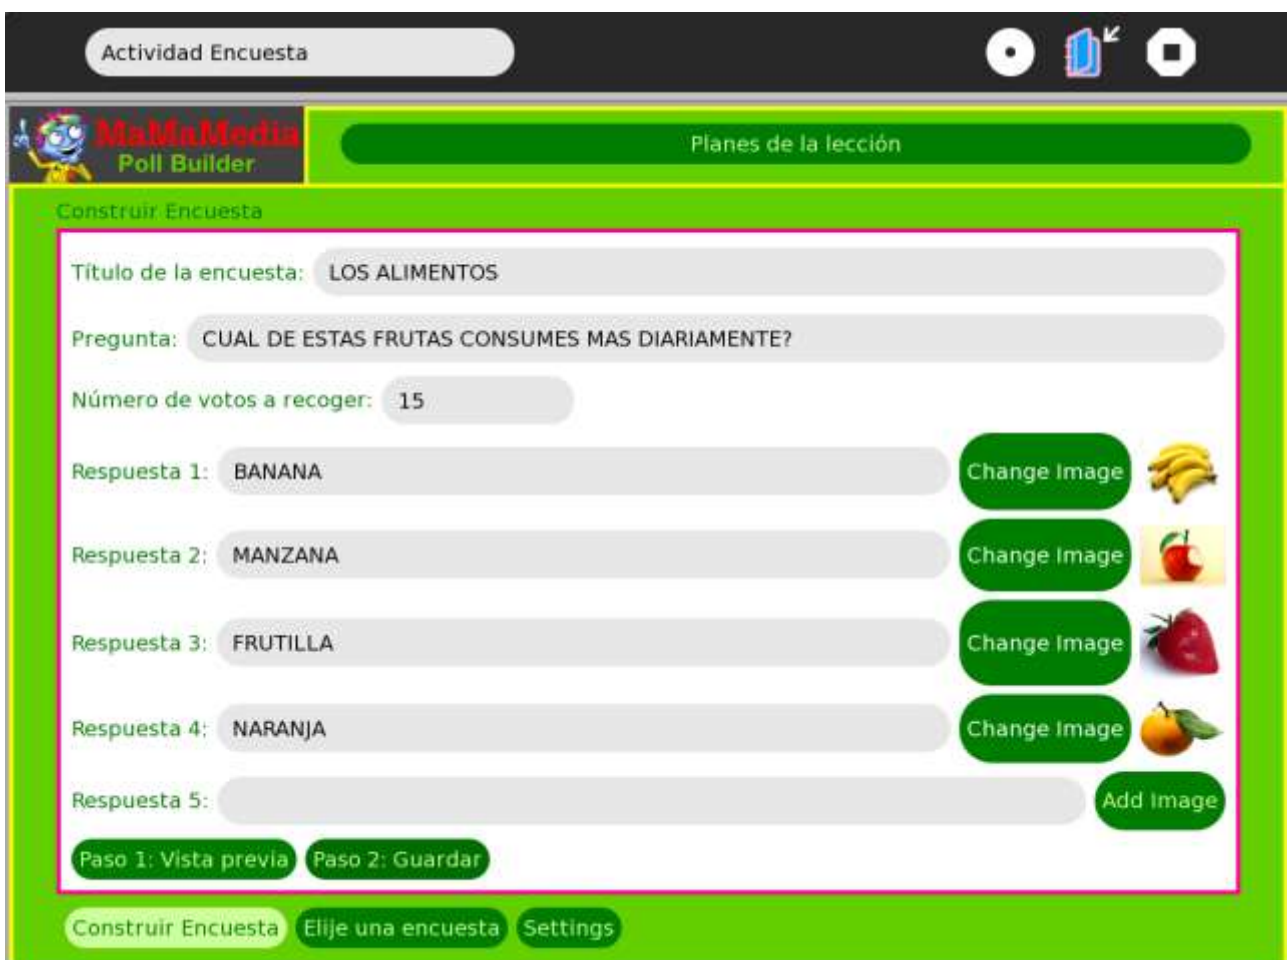 Actividad Encuesta
MaMaMedia
Poll Builder
Planes de la lección
Construir Encuesta
Título de la encuesta: LOS ALIMENTOS
Pregunta: CUAL DE ESTAS FRUTAS CONSUMES MAS DIARIAMENTE?
Número de votos a recoger: 15
Respuesta 1: BANANA Change Image
Respuesta 2: MANZANA Change Image
Respuesta 3: FRUTILLA Change Image
Respuesta 4: NARANJA Change Image
Respuesta 5: Add Image
Paso 1: Vista previa Paso 2: Guardar
Construir Encuesta Elije una encuesta Settings